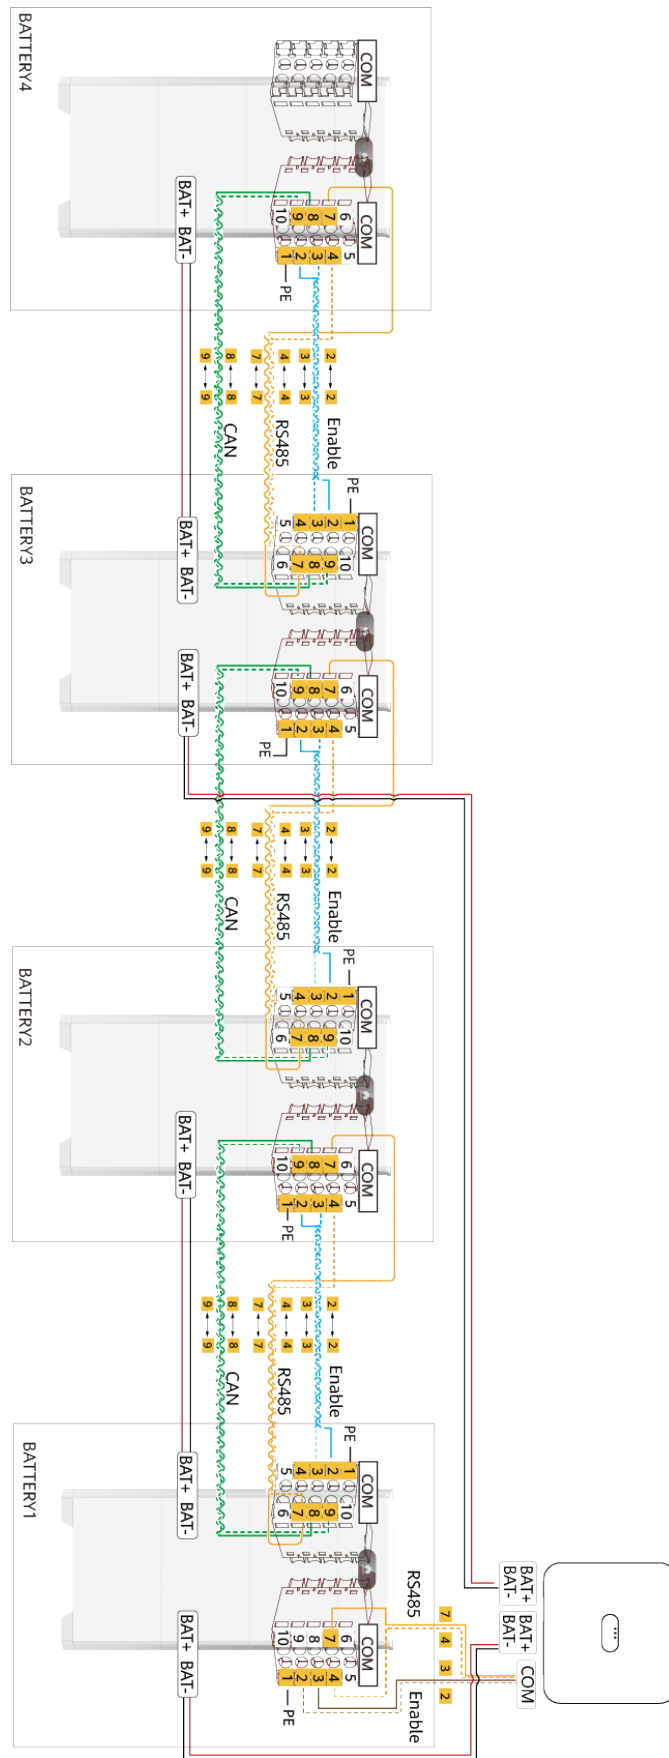 BATTERY4
COM
COM
BAT+ BAT-
10 9 8 7 6
1 2 3 4 5
PE
9 8 7 4 3 2
9 8 7 4 3 2
CAN
RS485
Enable
BATTERY3
PE
COM
5 4 3 2 1
6 7 8 9 10
BAT+ BAT-
BAT+ BAT-
10 9 8 7 6
COM
1 2 3 4 5
PE
9 8 7 4 3 2
9 8 7 4 3 2
CAN
RS485
Enable
BATTERY2
PE
COM
5 4 3 2 1
6 7 8 9 10
BAT+ BAT-
10 9 8 7 6
COM
1 2 3 4 5
PE
9 8 7 4 3 2
9 8 7 4 3 2
CAN
RS485
Enable
BATTERY1
PE
COM
5 4 3 2 1
6 7 8 9 10
BAT+ BAT-
BAT+ BAT-
10 9 8 7 6
COM
1 2 3 4 5
PE
RS485
7
4
3
2
Enable
BAT+
BAT-
BAT+
BAT-
COM